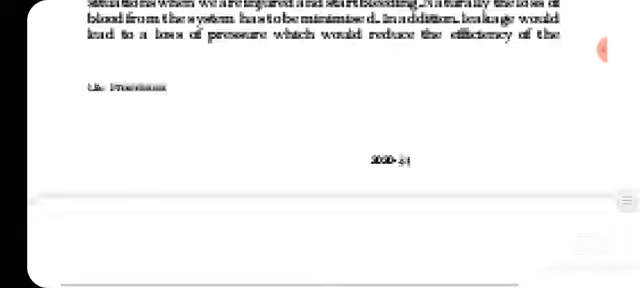 situations when we are injured and start bleeding. Naturally the loss of
blood from the system has to be minimised. In addition, leakage would
lead to a loss of pressure which would reduce the efficiency of the
Life Processes
2020-21